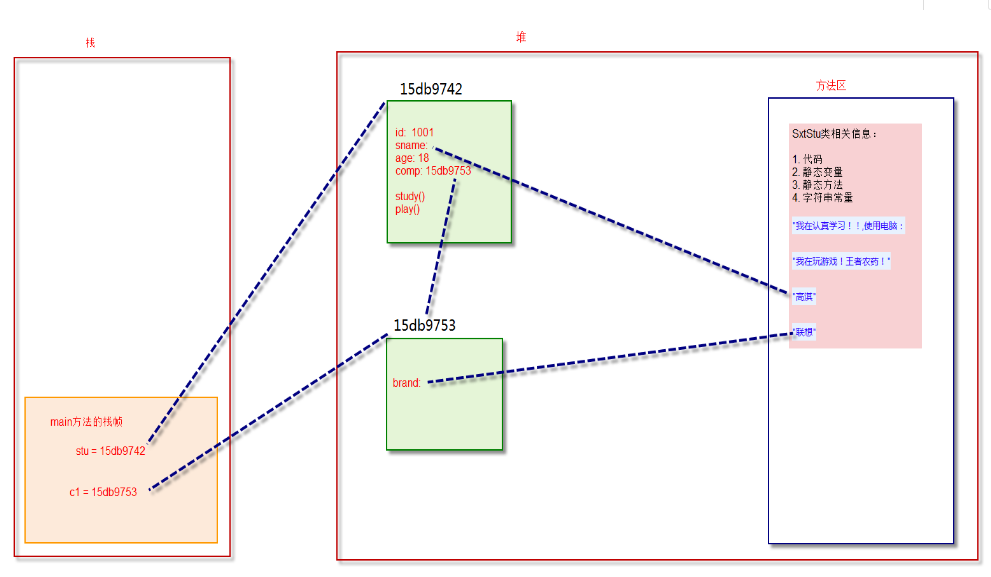 栈
堆
15db9742
方法区
id: 1001
sname:
age: 18
comp: 15db9753
study()
play()
SxtStu类相关信息：
1. 代码
2. 静态变量
3. 静态方法
4. 字符串常量
"我在认真学习！！,使用电脑：
"我在玩游戏！王者农药！"
"高淇"
"联想"
15db9753
brand:
main方法的栈帧
stu = 15db9742
c1 = 15db9753